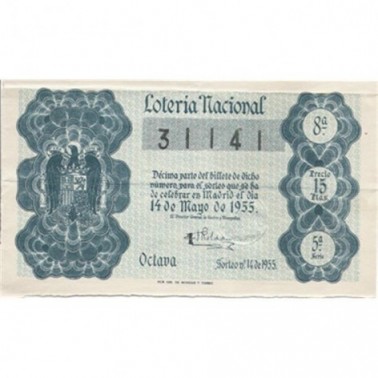 Lotería Nacional
31141
Décima parte del billete de dicho
número para el sorteo que se ha
de celebrar en Madrid el día
14 de Mayo de 1955.
Octava
Sorteo nº 14 de 1955.
8ª
Precio
15
Ptas.
5ª
Serie